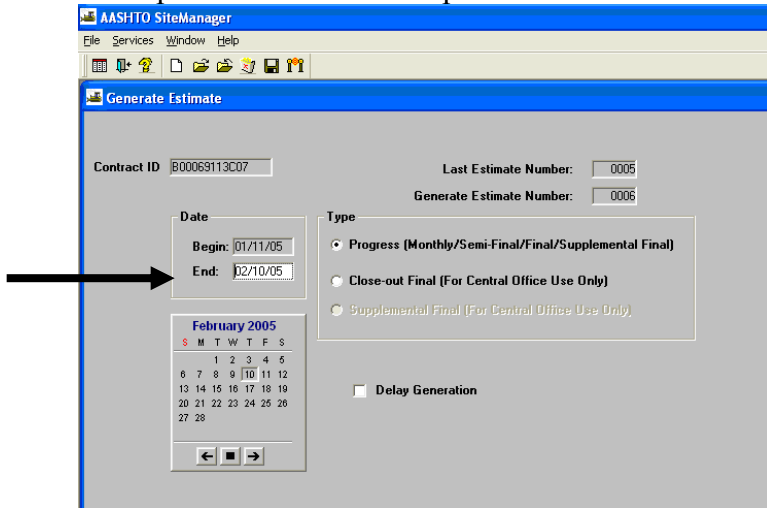 AASHTO SiteManager
File Services Window Help
Generate Estimate
Contract ID B00069113C07
Last Estimate Number: 0005
Generate Estimate Number: 0006
Date
Begin: 01/11/05
End: 02/10/05
Type
Progress (Monthly/Semi-Final/Final/Supplemental Final)
Close-out Final (For Central Office Use Only)
Supplemental Final (For Central Office Use Only)
February 2005
S M T W T F S
1 2 3 4 5
6 7 8 9 10 11 12
13 14 15 16 17 18 19
20 21 22 23 24 25 26
27 28
Delay Generation